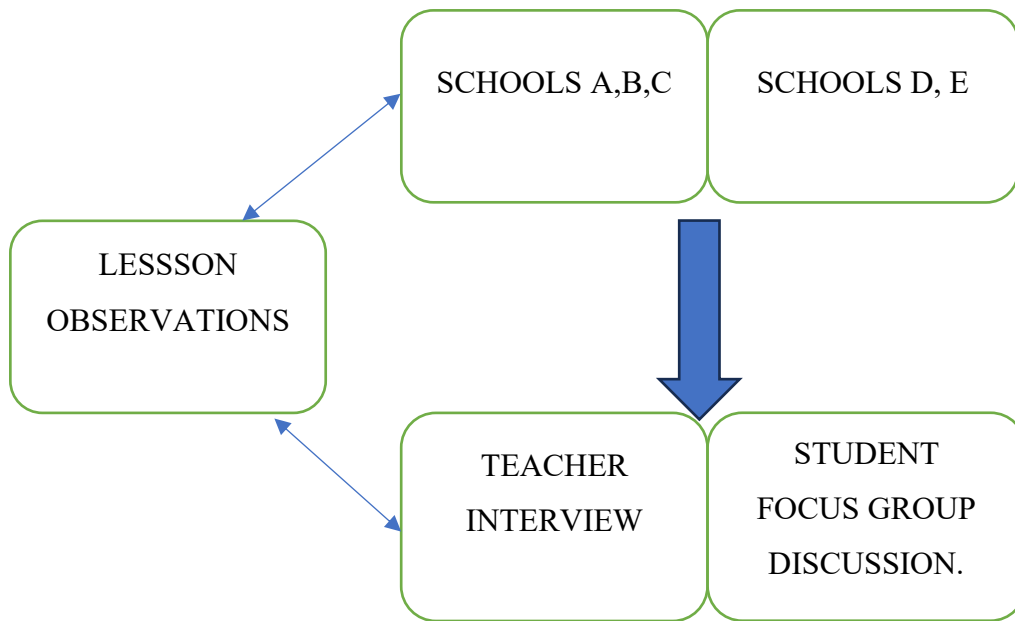 SCHOOLS A,B,C
SCHOOLS D, E
LESSSON
OBSERVATIONS
TEACHER
INTERVIEW
STUDENT
FOCUS GROUP
DISCUSSION.